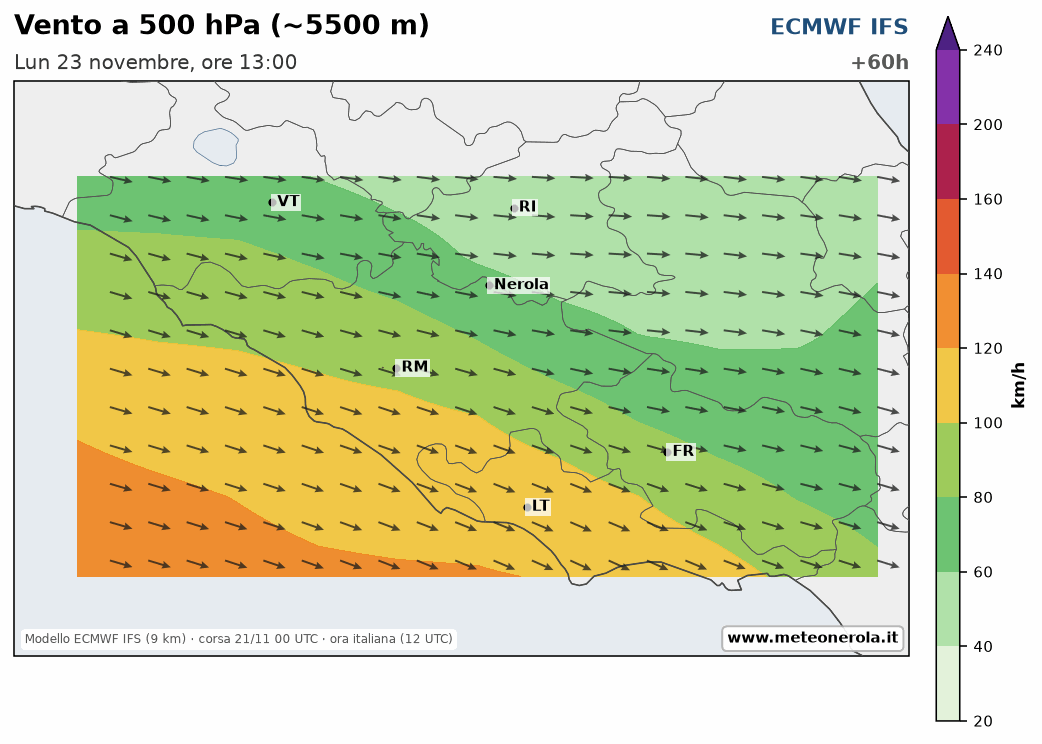 Vento a 500 hPa (~5500 m)
ECMWF IFS
Lun 23 novembre, ore 13:00
+60h
VT
RI
Nerola
RM
FR
LT
Modello ECMWF IFS (9 km) · corsa 21/11 00 UTC · ora italiana (12 UTC)
www.meteonerola.it
240
200
160
140
120
100
80
60
40
20
km/h